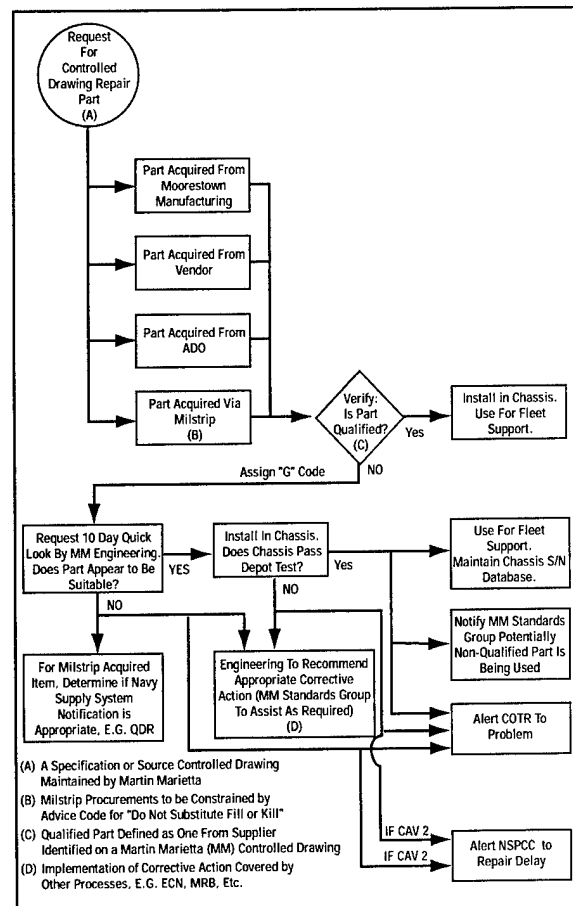 Request
For
Controlled
Drawing Repair
Part
(A)
Part Acquired From
Moorestown
Manufacturing
Part Acquired From
Vendor
Part Acquired From
ADO
Part Acquired Via
Milstrip
(B)
Verify:
Is Part
Qualified?
(C)
Yes
Install in Chassis.
Use For Fleet
Support.
Assign "G" Code
NO
Request 10 Day Quick
Look By MM Engineering.
Does Part Appear to Be
Suitable?
YES
Install In Chassis.
Does Chassis Pass
Depot Test?
Yes
Use For Fleet
Support.
Maintain Chassis S/N
Database.
NO
NO
Notify MM Standards
Group Potentially
Non-Qualified Part Is
Being Used
For Milstrip Acquired
Item, Determine if Navy
Supply System
Notification is
Appropriate, E.G. QDR
Engineering To Recommend
Appropriate Corrective
Action (MM Standards Group
To Assist As Required)
(D)
Alert COTR To
Problem
IF CAV 2
IF CAV 2
Alert NSPCC to
Repair Delay
(A) A Specification or Source Controlled Drawing
Maintained by Martin Marietta
(B) Milstrip Procurements to be Constrained by
Advice Code for "Do Not Substitute Fill or Kill"
(C) Qualified Part Defined as One From Supplier
Identified on a Martin Marietta (MM) Controlled Drawing
(D) Implementation of Corrective Action Covered by
Other Processes, E.G. ECN, MRB, Etc.